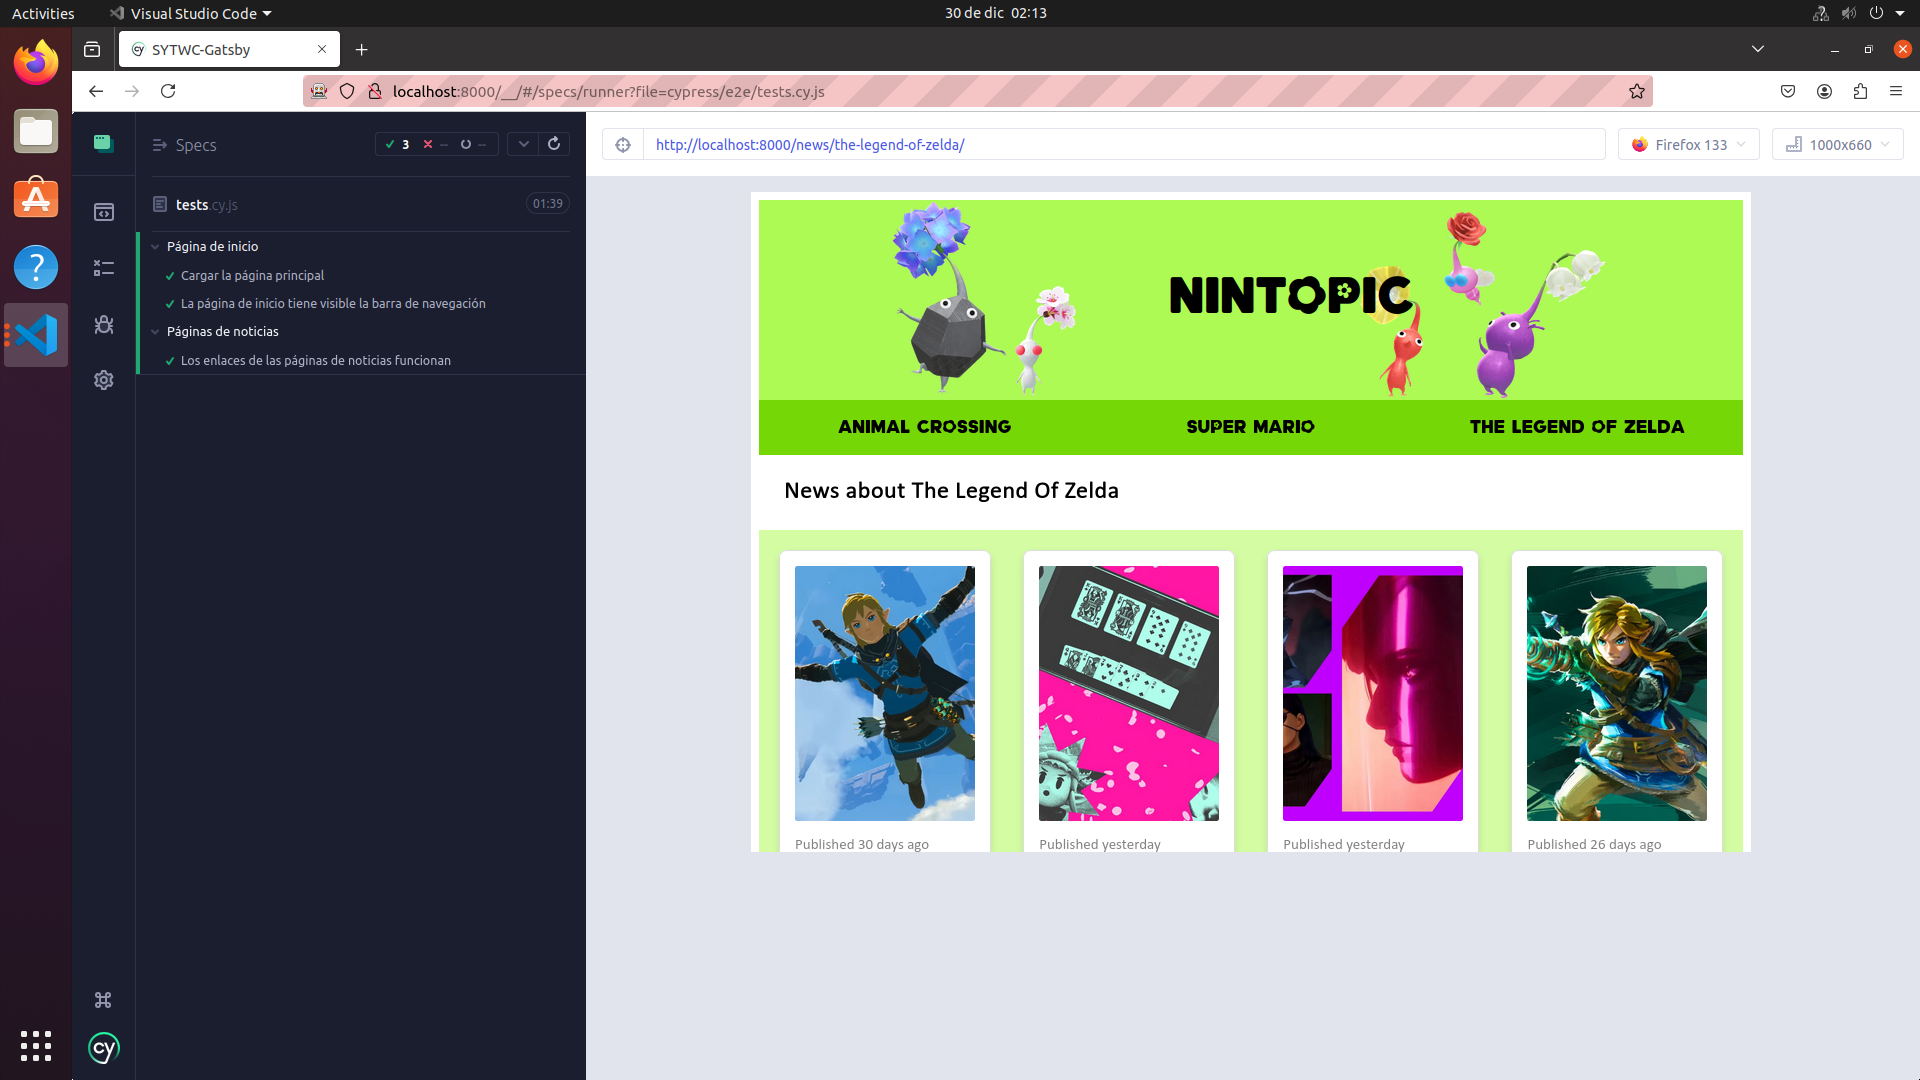 Activities
Visual Studio Code
30 de dic 02:13
SYTWC-Gatsby
localhost:8000/__/#/specs/runner?file=cypress/e2e/tests.cy.js
Specs
3
--
--
http://localhost:8000/news/the-legend-of-zelda/
Firefox 133
1000x660
tests.cy.js
01:39
Página de inicio
Cargar la página principal
La página de inicio tiene visible la barra de navegación
Páginas de noticias
Los enlaces de las páginas de noticias funcionan
NINTOPIC
ANIMAL CROSSING
SUPER MARIO
THE LEGEND OF ZELDA
News about The Legend Of Zelda
Published 30 days ago
Published yesterday
Published yesterday
Published 26 days ago
cy